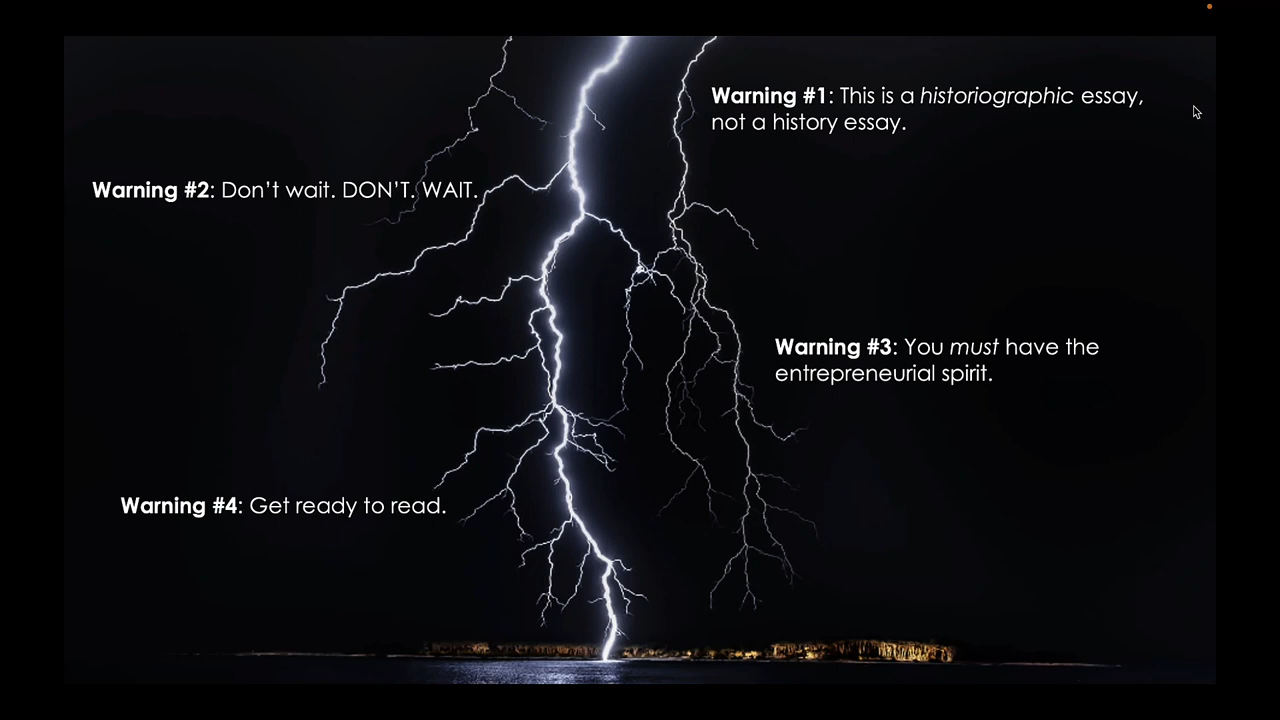 Warning #1: This is a historiographic essay,
not a history essay.
Warning #2: Don’t wait. DON’T. WAIT.
Warning #3: You must have the
entrepreneurial spirit.
Warning #4: Get ready to read.